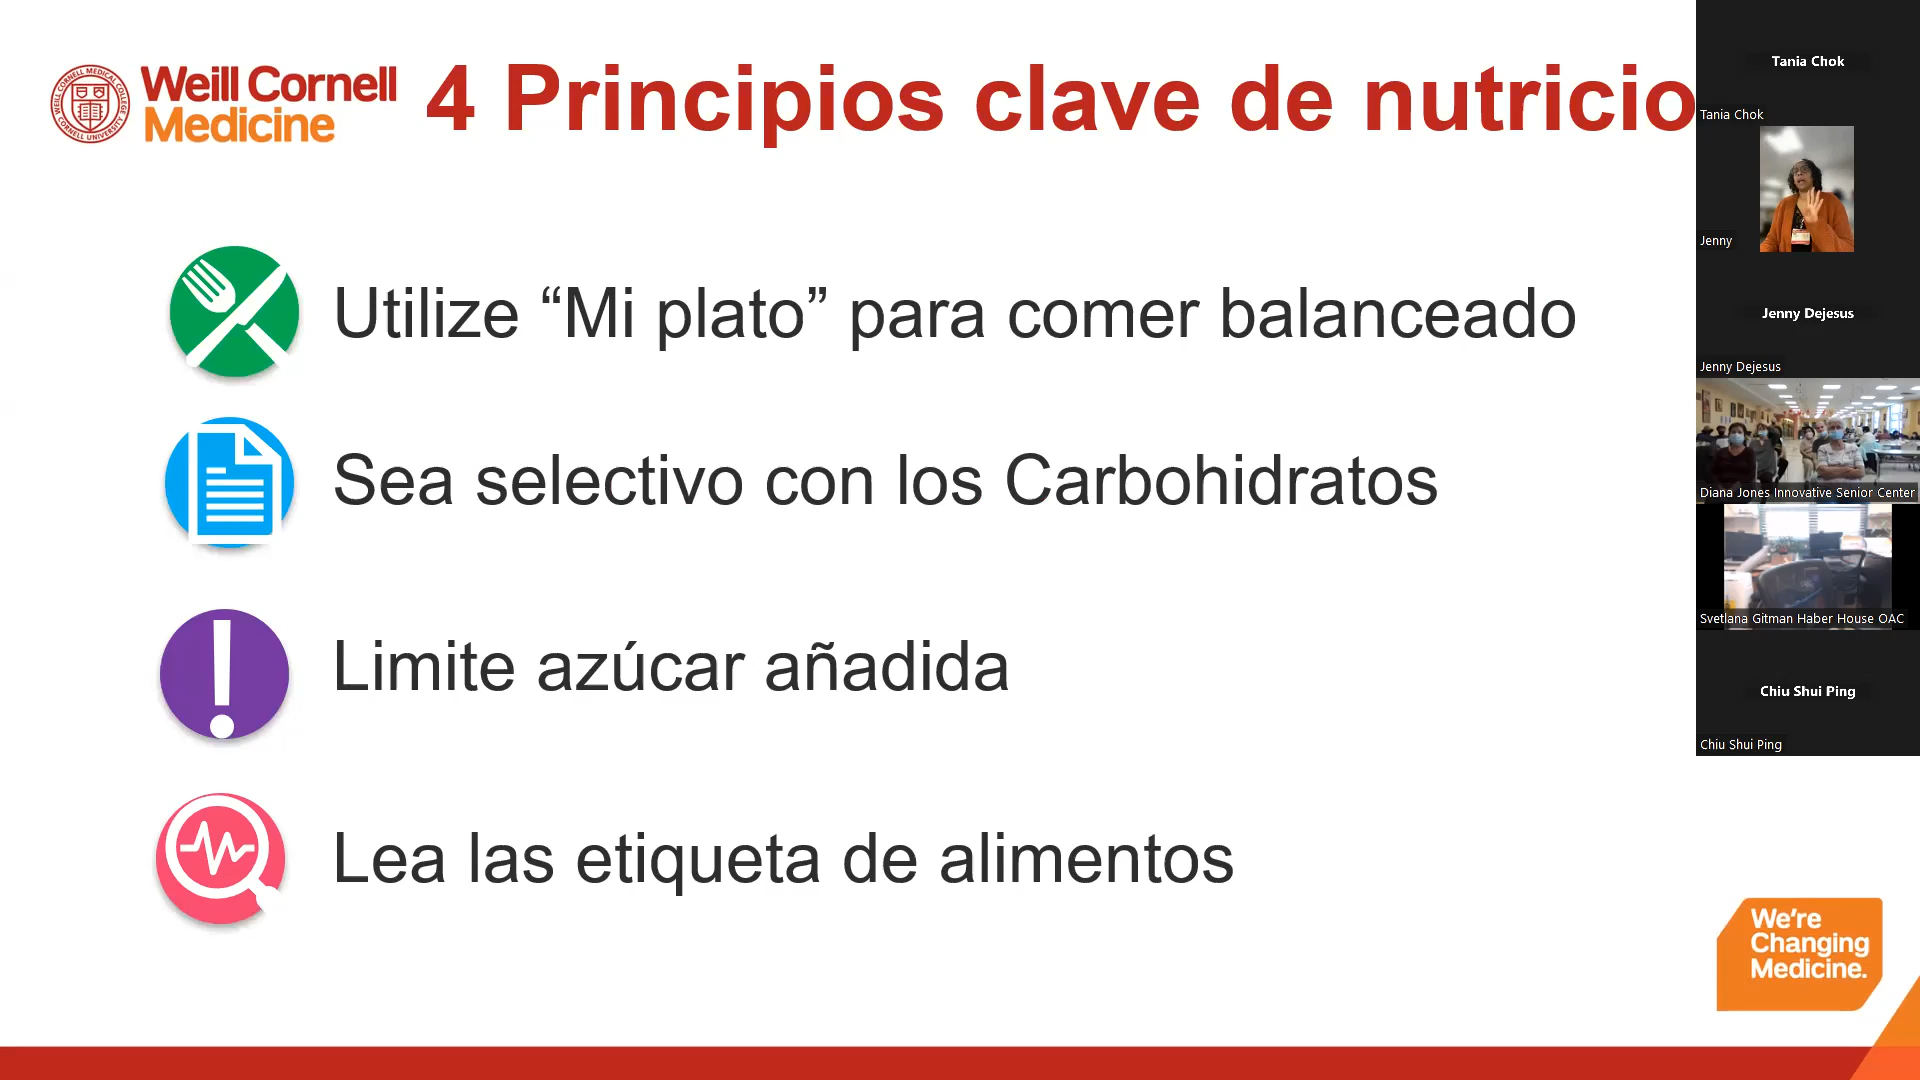 Weill Cornell
Medicine
4 Principios clave de nutricio
Utilize “Mi plato” para comer balanceado
Sea selectivo con los Carbohidratos
Limite azúcar añadida
Lea las etiqueta de alimentos
We’re
Changing
Medicine.
Tania Chok
Tania Chok
Jenny
Jenny Dejesus
Jenny Dejesus
Diana Jones Innovative Senior Center
Svetlana Gitman Haber House OAC
Chiu Shui Ping
Chiu Shui Ping